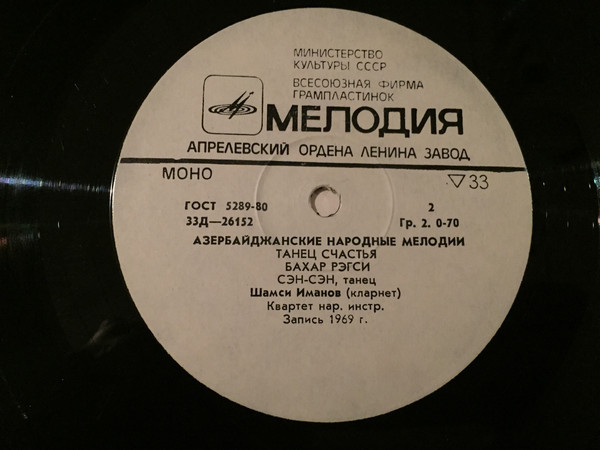 МИНИСТЕРСТВО
КУЛЬТУРЫ СССР
ВСЕСОЮЗНАЯ ФИРМА
ГРАМПЛАСТИНОК
МЕЛОДИЯ
АПРЕЛЕВСКИЙ ОРДЕНА ЛЕНИНА ЗАВОД
МОНО ▽33
ГОСТ 5289-80 2
33Д—26152 Гр. 2. 0-70
АЗЕРБАЙДЖАНСКИЕ НАРОДНЫЕ МЕЛОДИИ
ТАНЕЦ СЧАСТЬЯ
БАХАР РЭГСИ
СЭН-СЭН, танец
Шамси Иманов (кларнет)
Квартет нар. инстр.
Запись 1969 г.